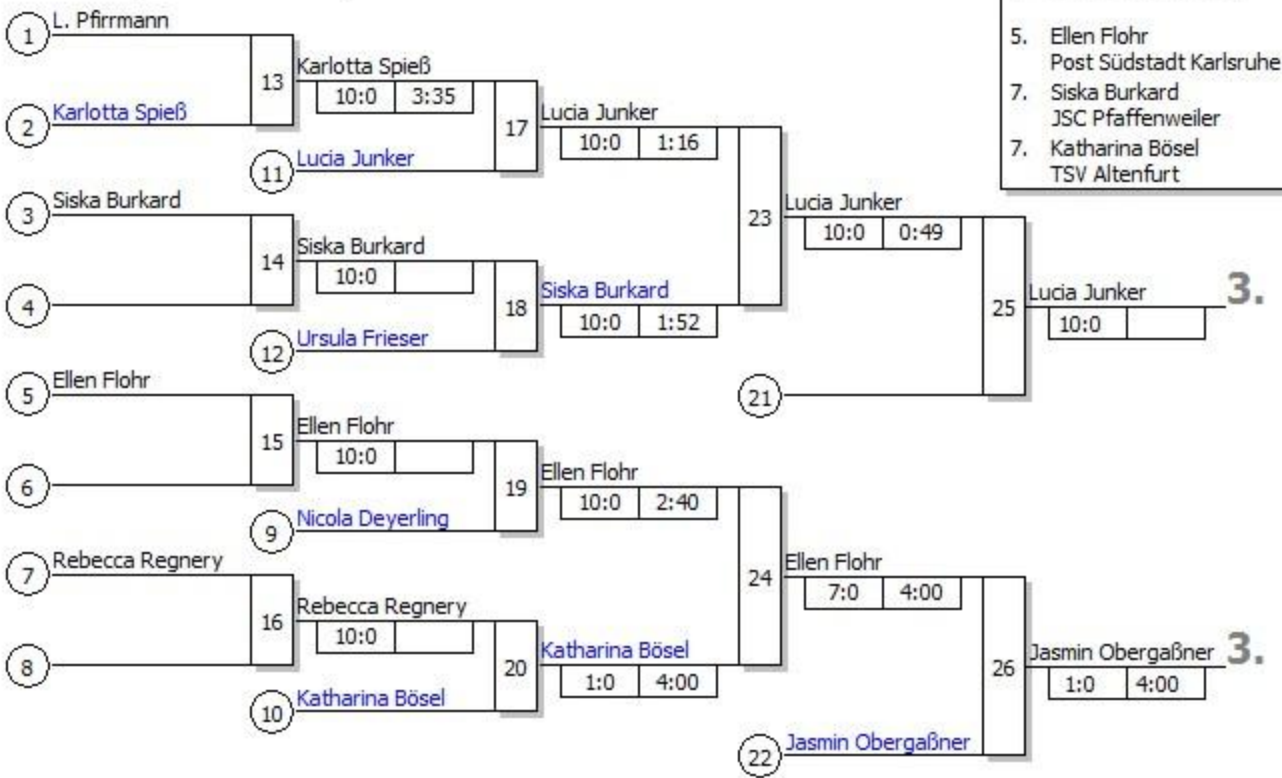 5. Ellen Flohr
Post Südstadt Karlsruhe
7. Siska Burkard
JSC Pfaffenweiler
7. Katharina Bösel
TSV Altenfurt
1 L. Pfirrmann
13
Karlotta Spieß
10:0 3:35
2 Karlotta Spieß
17
Lucia Junker
10:0 1:16
11 Lucia Junker
3 Siska Burkard
23
Lucia Junker
10:0 0:49
14
Siska Burkard
10:0
4
18
Siska Burkard
10:0 1:52
12 Ursula Frieser
25
Lucia Junker 3.
10:0
5 Ellen Flohr
21
15
Ellen Flohr
10:0
6
19
Ellen Flohr
10:0 2:40
9 Nicola Deyerling
7 Rebecca Regnery
24
Ellen Flohr
7:0 4:00
16
Rebecca Regnery
10:0
8
20
Katharina Bösel
1:0 4:00
10 Katharina Bösel
26
Jasmin Obergaßner 3.
1:0 4:00
22 Jasmin Obergaßner